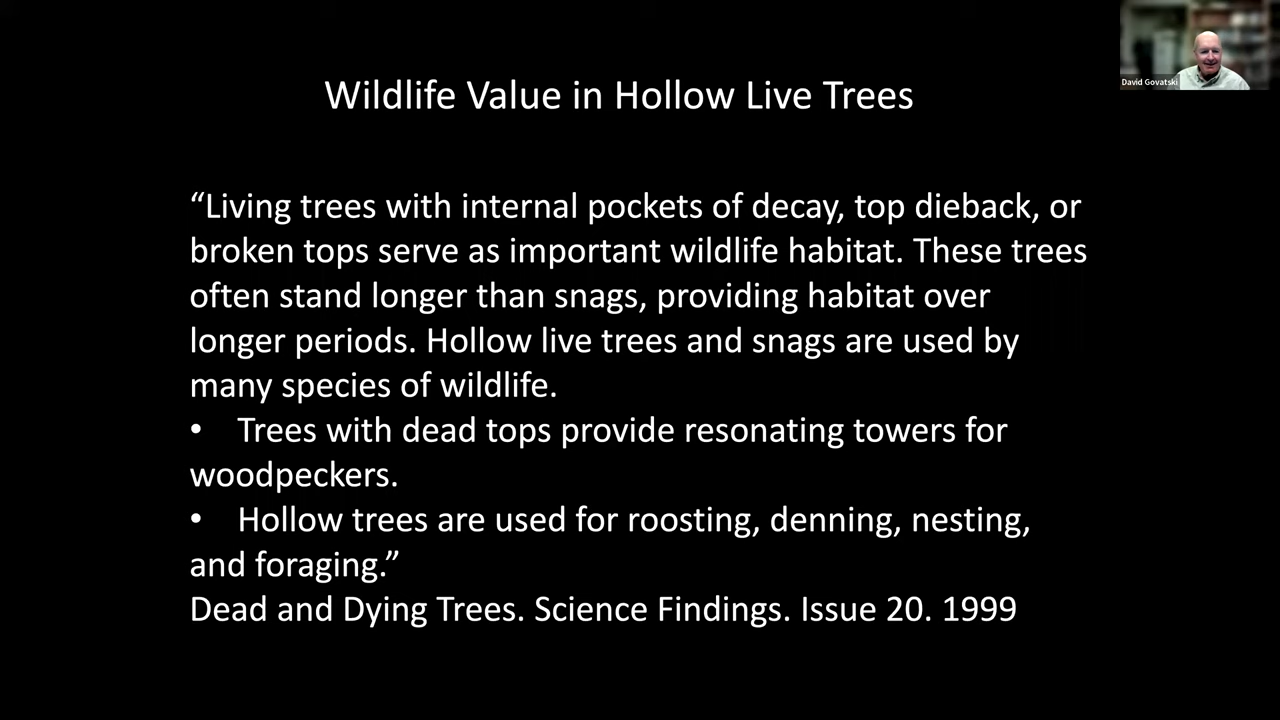 David Govatski
Wildlife Value in Hollow Live Trees
“Living trees with internal pockets of decay, top dieback, or
broken tops serve as important wildlife habitat. These trees
often stand longer than snags, providing habitat over
longer periods. Hollow live trees and snags are used by
many species of wildlife.
• Trees with dead tops provide resonating towers for
woodpeckers.
• Hollow trees are used for roosting, denning, nesting,
and foraging.”
Dead and Dying Trees. Science Findings. Issue 20. 1999